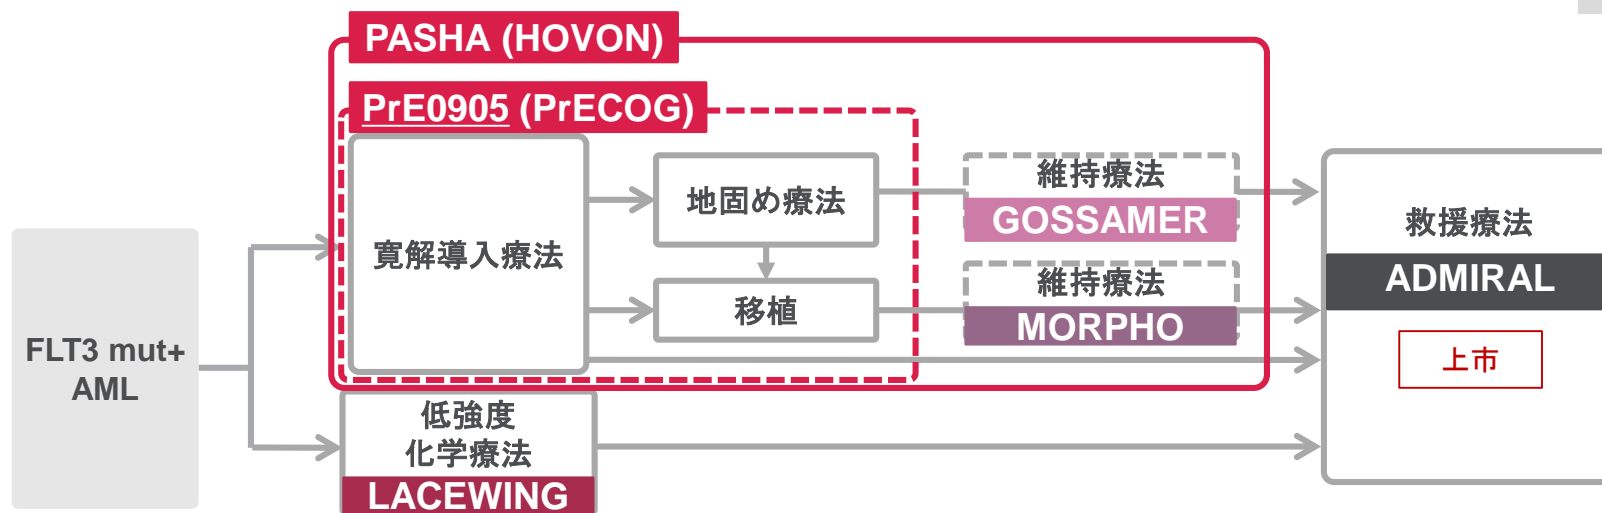 PASHA (HOVON)
PrE0905 (PrECOG)
FLT3 mut+
AML
寛解導入療法
地固め療法
移植
維持療法
GOSSAMER
維持療法
MORPHO
低強度
化学療法
LACEWING
救援療法
ADMIRAL
上市